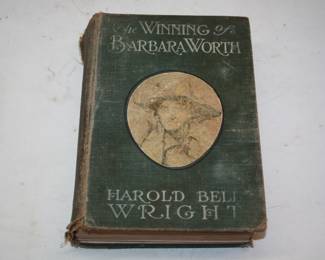 The WINNING of
BARBARA WORTH
HAROLD BELL
WRIGHT